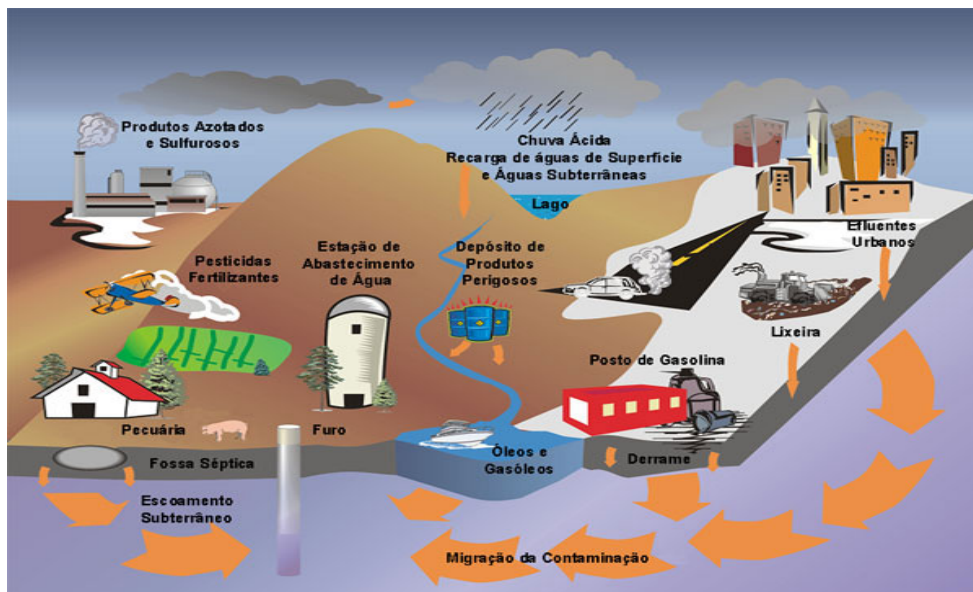 Produtos Azotados
e Sulfurosos
Chuva Ácida
Recarga de águas de Superfície
e Águas Subterrâneas
Lago
Efluentes
Urbanos
Pesticidas
Fertilizantes
Estação de
Abastecimento
de Água
Depósito de
Produtos
Perigosos
Lixeira
Posto de Gasolina
Pecuária
Furo
Fossa Séptica
Óleos e
Gasóleos
Derrame
Escoamento
Subterrâneo
Migração da Contaminação